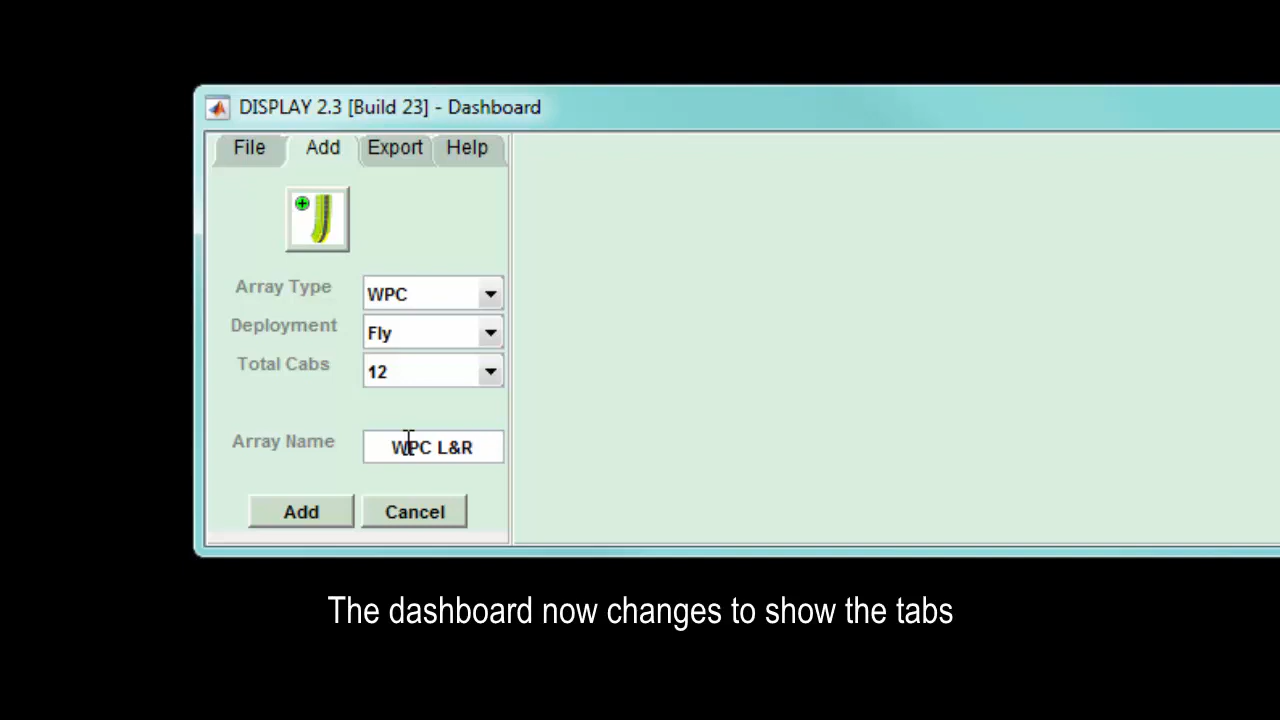 DISPLAY 2.3 [Build 23] - Dashboard
File Add Export Help
Array Type WPC
Deployment Fly
Total Cabs 12
Array Name WPC L&R
Add Cancel
The dashboard now changes to show the tabs